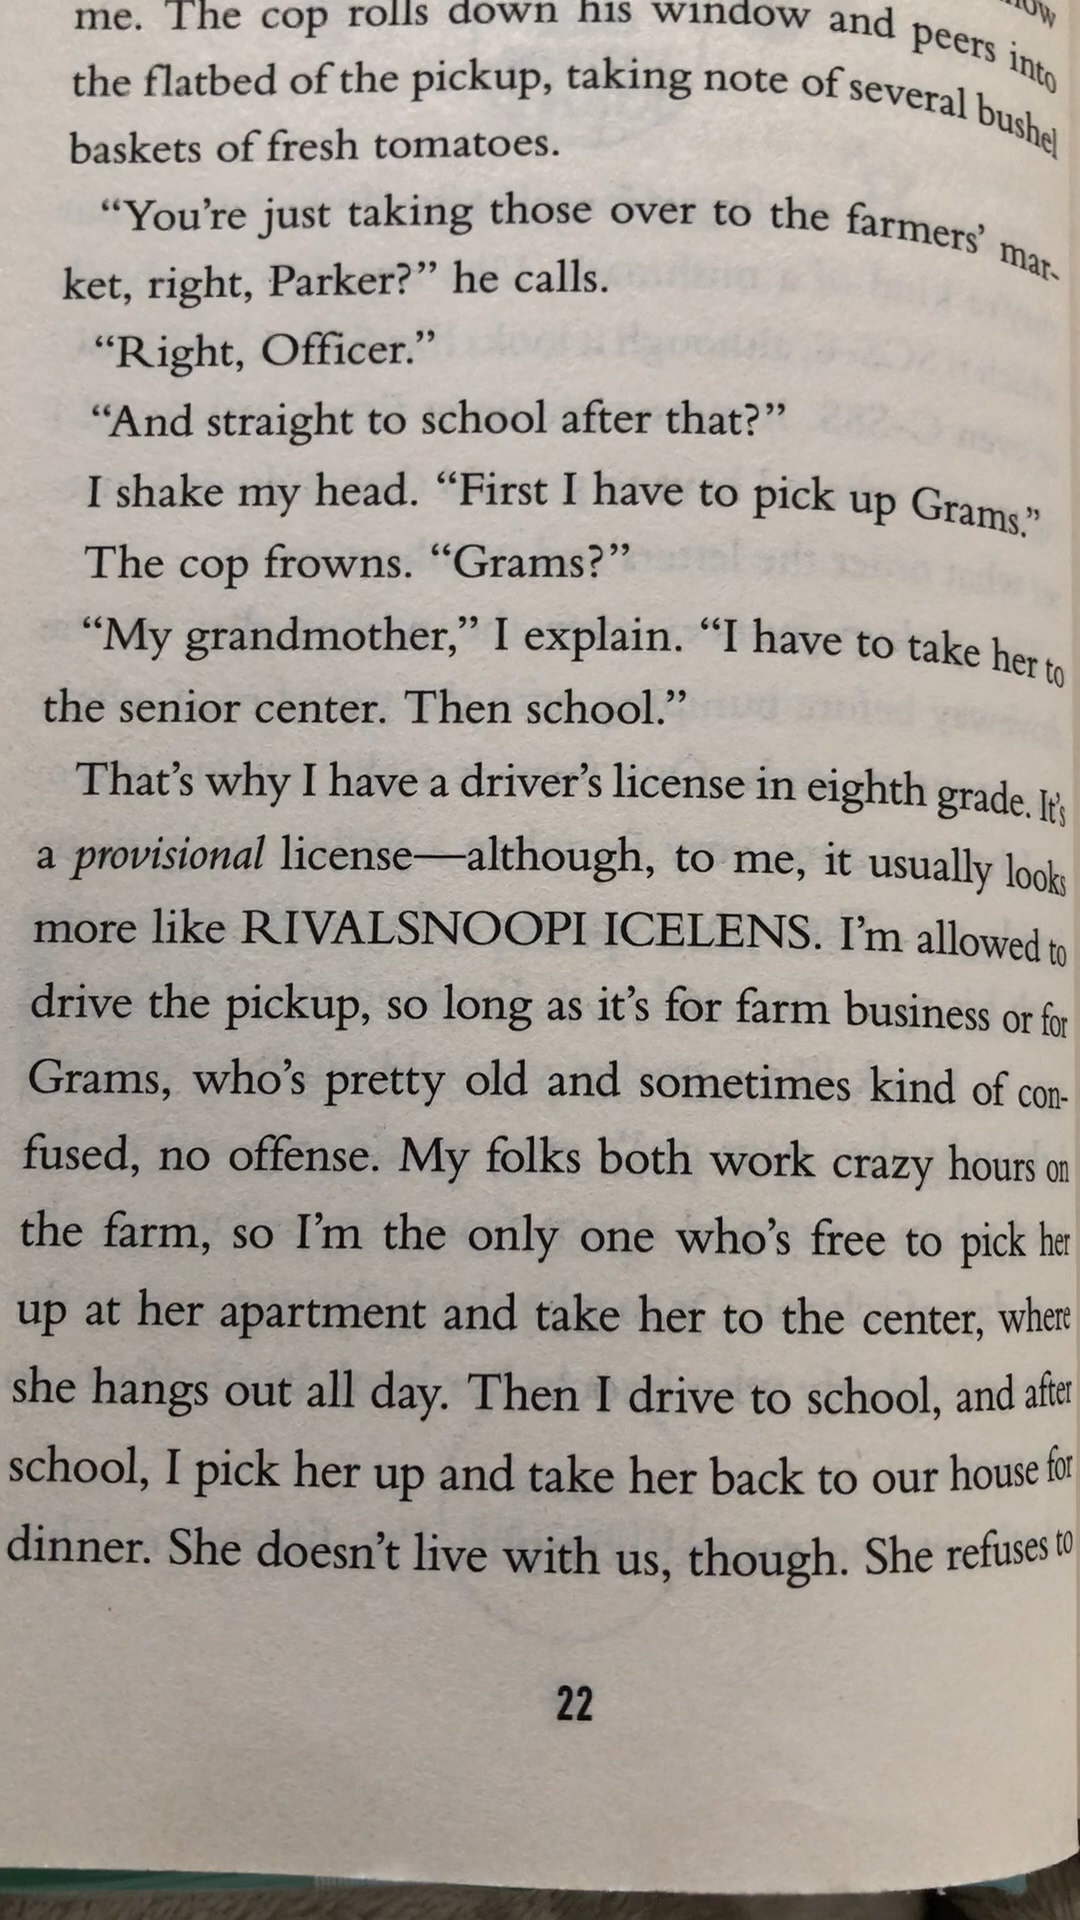 me. The cop rolls down his window and peers into
the flatbed of the pickup, taking note of several bushel
baskets of fresh tomatoes.
“You’re just taking those over to the farmers’ mar-
ket, right, Parker?” he calls.
“Right, Officer.”
“And straight to school after that?”
I shake my head. “First I have to pick up Grams.”
The cop frowns. “Grams?”
“My grandmother,” I explain. “I have to take her to
the senior center. Then school.”
That’s why I have a driver’s license in eighth grade. It’s
a provisional license—although, to me, it usually looks
more like RIVALSNOOPI ICELENS. I’m allowed to
drive the pickup, so long as it’s for farm business or for
Grams, who’s pretty old and sometimes kind of con-
fused, no offense. My folks both work crazy hours on
the farm, so I’m the only one who’s free to pick her
up at her apartment and take her to the center, where
she hangs out all day. Then I drive to school, and after
school, I pick her up and take her back to our house for
dinner. She doesn’t live with us, though. She refuses to
22